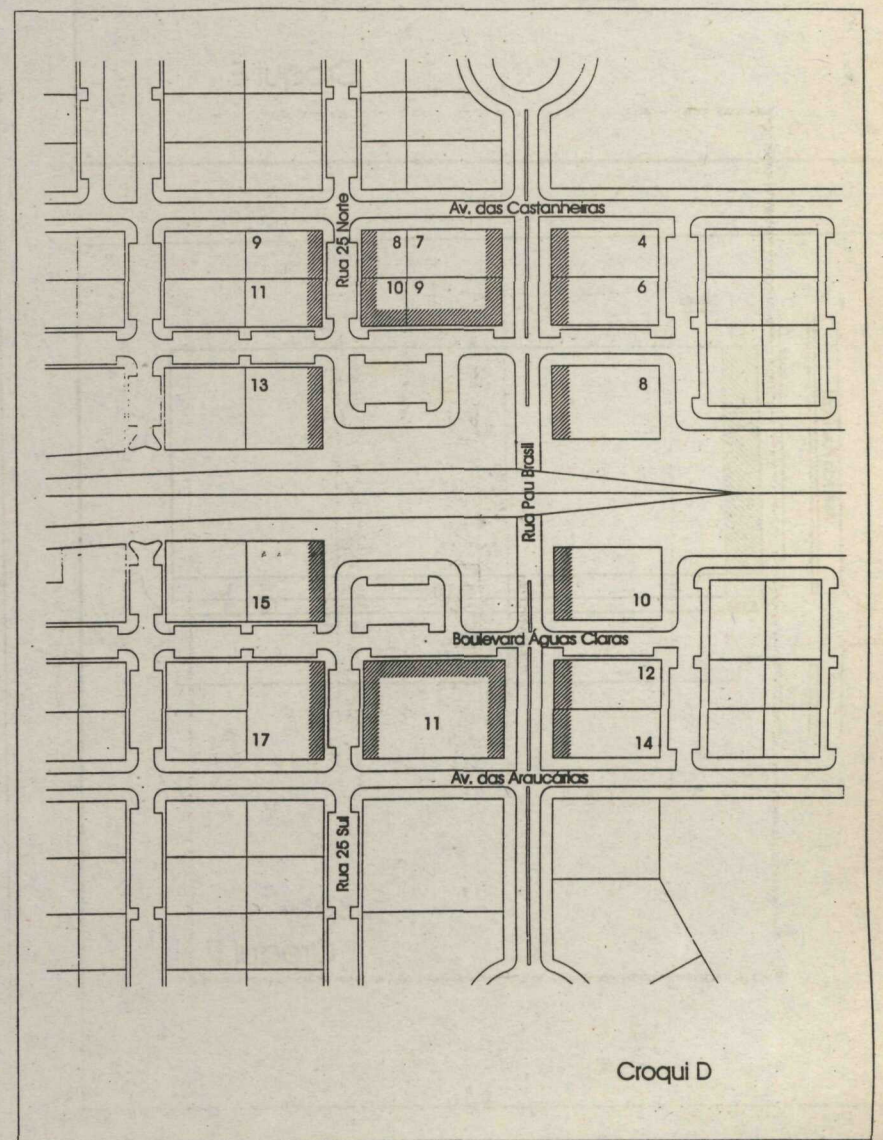 Av. das Castanheiras
Rua 25 Norte
9
8
7
4
11
10
9
6
13
8
Rua Pau Brasil
15
10
Boulevard Águas Claras
12
17
11
14
Av. das Araucárias
Rua 25 Sul
Croqui D